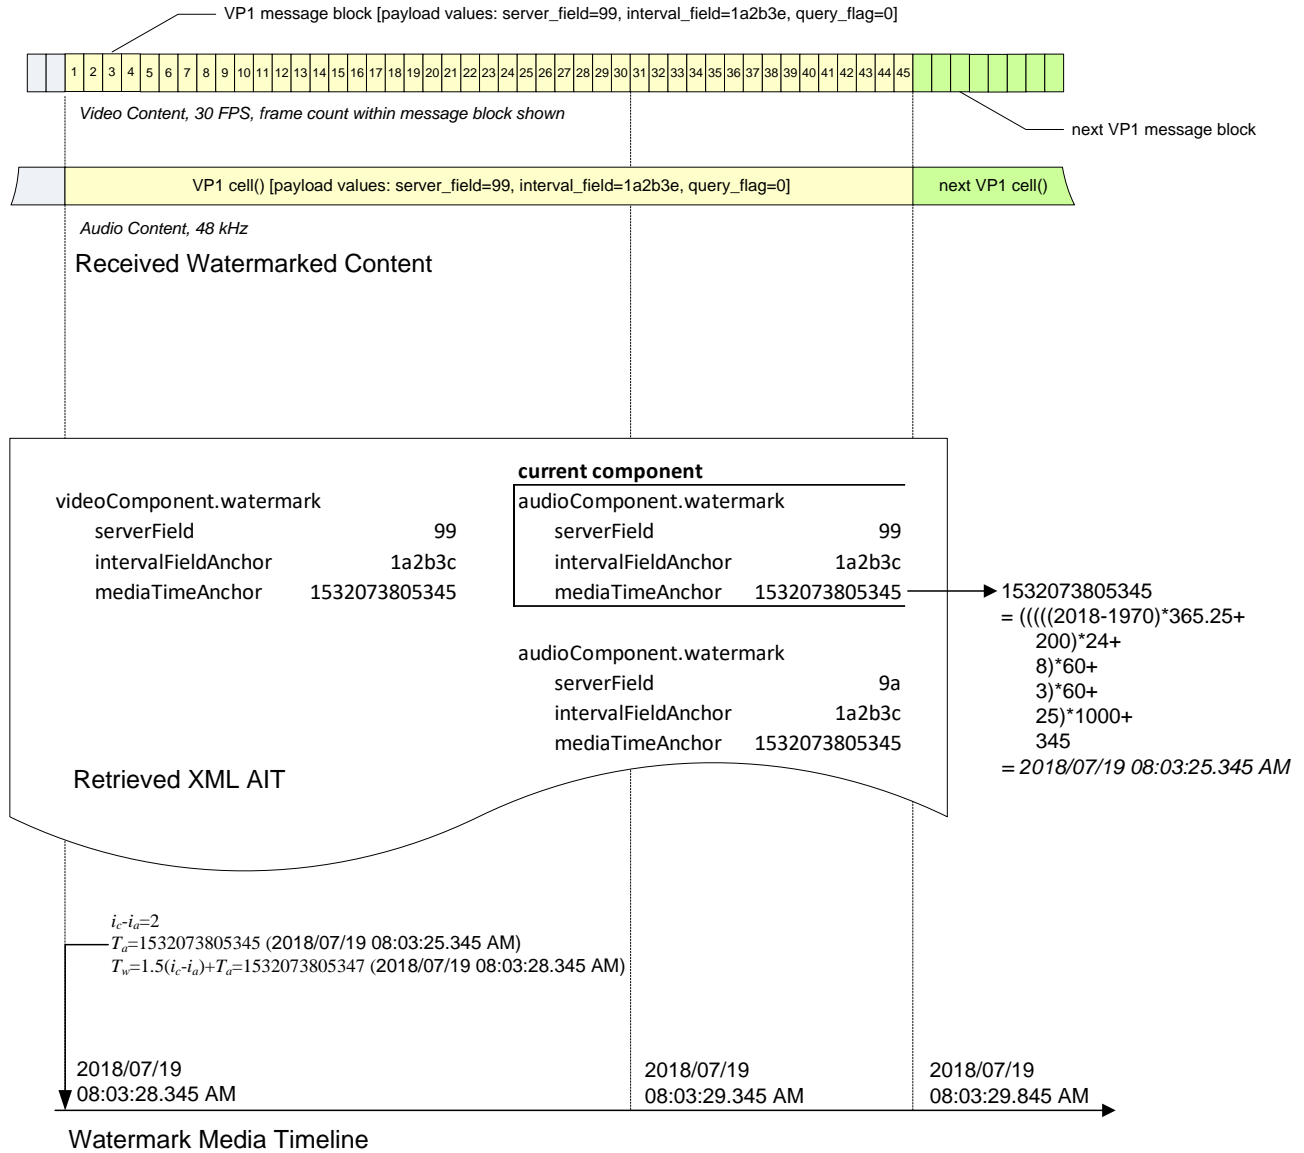 VP1 message block [payload values: server_field=99, interval_field=1a2b3e, query_flag=0]
1 2 3 4 5 6 7 8 9 10 11 12 13 14 15 16 17 18 19 20 21 22 23 24 25 26 27 28 29 30 31 32 33 34 35 36 37 38 39 40 41 42 43 44 45
Video Content, 30 FPS, frame count within message block shown
next VP1 message block
VP1 cell() [payload values: server_field=99, interval_field=1a2b3e, query_flag=0]
next VP1 cell()
Audio Content, 48 kHz
Received Watermarked Content
videoComponent.watermark
serverField 99
intervalFieldAnchor 1a2b3c
mediaTimeAnchor 1532073805345
current component
audioComponent.watermark
serverField 99
intervalFieldAnchor 1a2b3c
mediaTimeAnchor 1532073805345
1532073805345
= (((((2018-1970)*365.25+
200)*24+
8)*60+
3)*60+
25)*1000+
345
= 2018/07/19 08:03:25.345 AM
audioComponent.watermark
serverField 9a
intervalFieldAnchor 1a2b3c
mediaTimeAnchor 1532073805345
Retrieved XML AIT
ic-ia=2
Ta=1532073805345 (2018/07/19 08:03:25.345 AM)
Tw=1.5(ic-ia)+Ta=1532073805347 (2018/07/19 08:03:28.345 AM)
2018/07/19
08:03:28.345 AM
2018/07/19
08:03:29.345 AM
2018/07/19
08:03:29.845 AM
Watermark Media Timeline